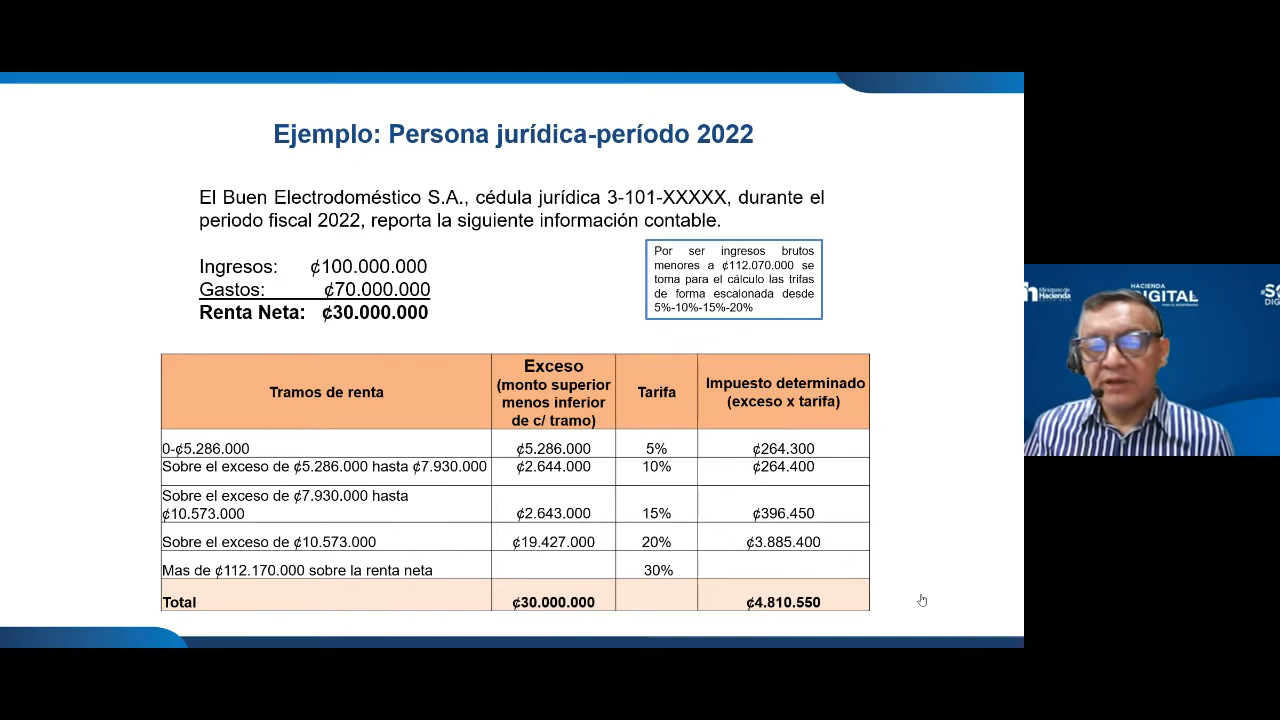 Ejemplo: Persona jurídica-período 2022
El Buen Electrodoméstico S.A., cédula jurídica 3-101-XXXXX, durante el
periodo fiscal 2022, reporta la siguiente información contable.
Ingresos: ₡100.000.000
Gastos: ₡70.000.000
Renta Neta: ₡30.000.000
Por ser ingresos brutos
menores a ₡112.070.000 se
toma para el cálculo las trifas
de forma escalonada desde
5%-10%-15%-20%
Tramos de renta
Exceso
(monto superior
menos inferior
de c/ tramo)
Tarifa
Impuesto determinado
(exceso x tarifa)
0-₡5.286.000 ₡5.286.000 5% ₡264.300
Sobre el exceso de ₡5.286.000 hasta ₡7.930.000 ₡2.644.000 10% ₡264.400
Sobre el exceso de ₡7.930.000 hasta
₡10.573.000 ₡2.643.000 15% ₡396.450
Sobre el exceso de ₡10.573.000 ₡19.427.000 20% ₡3.885.400
Mas de ₡112.170.000 sobre la renta neta 30%
Total ₡30.000.000 ₡4.810.550
Ministerio de
Hacienda
HACIENDA
DIGITAL